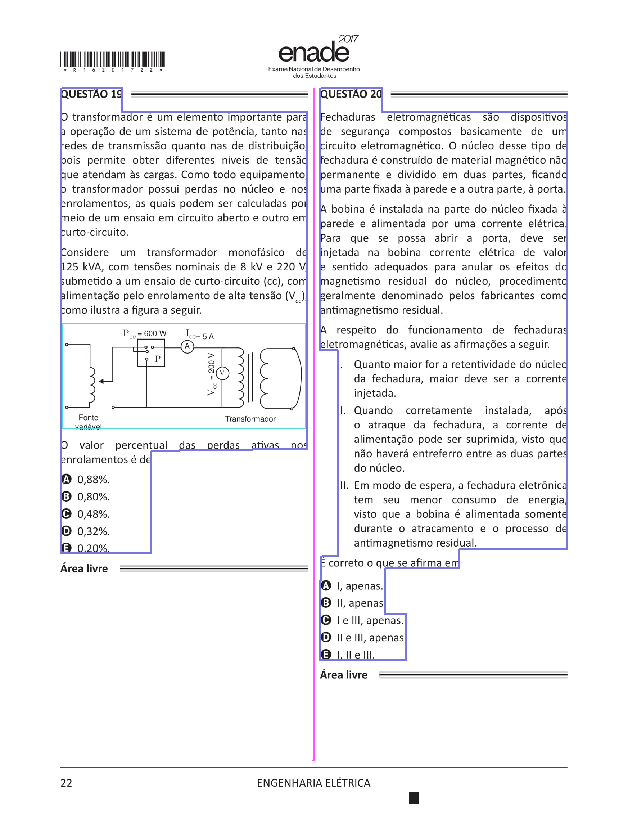 *R1620172​2*
enade
2017
Exame Nacional de Desempenho
dos Estudantes
QUESTÃO 19
O transformador é um elemento importante para
a operação de um sistema de potência, tanto nas
redes de transmissão quanto nas de distribuição,
pois permite obter diferentes níveis de tensão
que atendam às cargas. Como todo equipamento,
o transformador possui perdas no núcleo e nos
enrolamentos, as quais podem ser calculadas por
meio de um ensaio em circuito aberto e outro em
curto-circuito.
Considere um transformador monofásico de
125 kVA, com tensões nominais de 8 kV e 220 V,
submetido a um ensaio de curto-circuito (cc), com
alimentação pelo enrolamento de alta tensão (Vcc),
como ilustra a figura a seguir.
Pcc= 600 W
Icc= 5 A
A
P
V
Vcc= 200 V
Fonte
variável
Transformador
O valor percentual das perdas ativas nos
enrolamentos é de
A 0,88%.
B 0,80%.
C 0,48%.
D 0,32%.
E 0,20%.
Área livre
QUESTÃO 20
Fechaduras eletromagnéticas são dispositivos
de segurança compostos basicamente de um
circuito eletromagnético. O núcleo desse tipo de
fechadura é construído de material magnético não
permanente e dividido em duas partes, ficando
uma parte fixada à parede e a outra parte, à porta.
A bobina é instalada na parte do núcleo fixada à
parede e alimentada por uma corrente elétrica.
Para que se possa abrir a porta, deve ser
injetada na bobina corrente elétrica de valor
e sentido adequados para anular os efeitos do
magnetismo residual do núcleo, procedimento
geralmente denominado pelos fabricantes como
antimagnetismo residual.
A respeito do funcionamento de fechaduras
eletromagnéticas, avalie as afirmações a seguir.
I. Quanto maior for a retentividade do núcleo
da fechadura, maior deve ser a corrente
injetada.
II. Quando corretamente instalada, após
o ataque da fechadura, a corrente de
alimentação pode ser suprimida, visto que
não haverá entreferro entre as duas partes
do núcleo.
III. Em modo de espera, a fechadura eletrônica
tem seu menor consumo de energia,
visto que a bobina é alimentada somente
durante o atracamento e o processo de
antimagnetismo residual.
É correto o que se afirma em
A I, apenas.
B II, apenas.
C I e III, apenas.
D II e III, apenas.
E I, II e III.
Área livre
22
ENGENHARIA ELÉTRICA